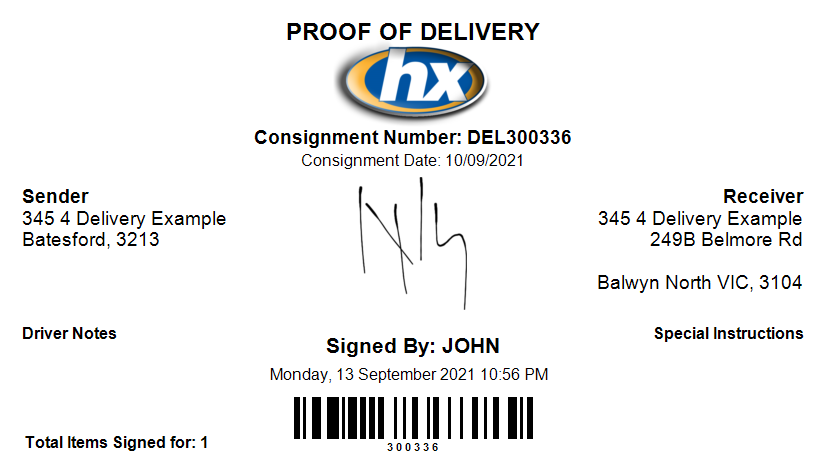 PROOF OF DELIVERY
hx
Consignment Number: DEL300336
Consignment Date: 10/09/2021
Sender
345 4 Delivery Example
Batesford, 3213
Receiver
345 4 Delivery Example
249B Belmore Rd
Balwyn North VIC, 3104
Driver Notes
Special Instructions
Signed By: JOHN
Monday, 13 September 2021 10:56 PM
300336
Total Items Signed for: 1